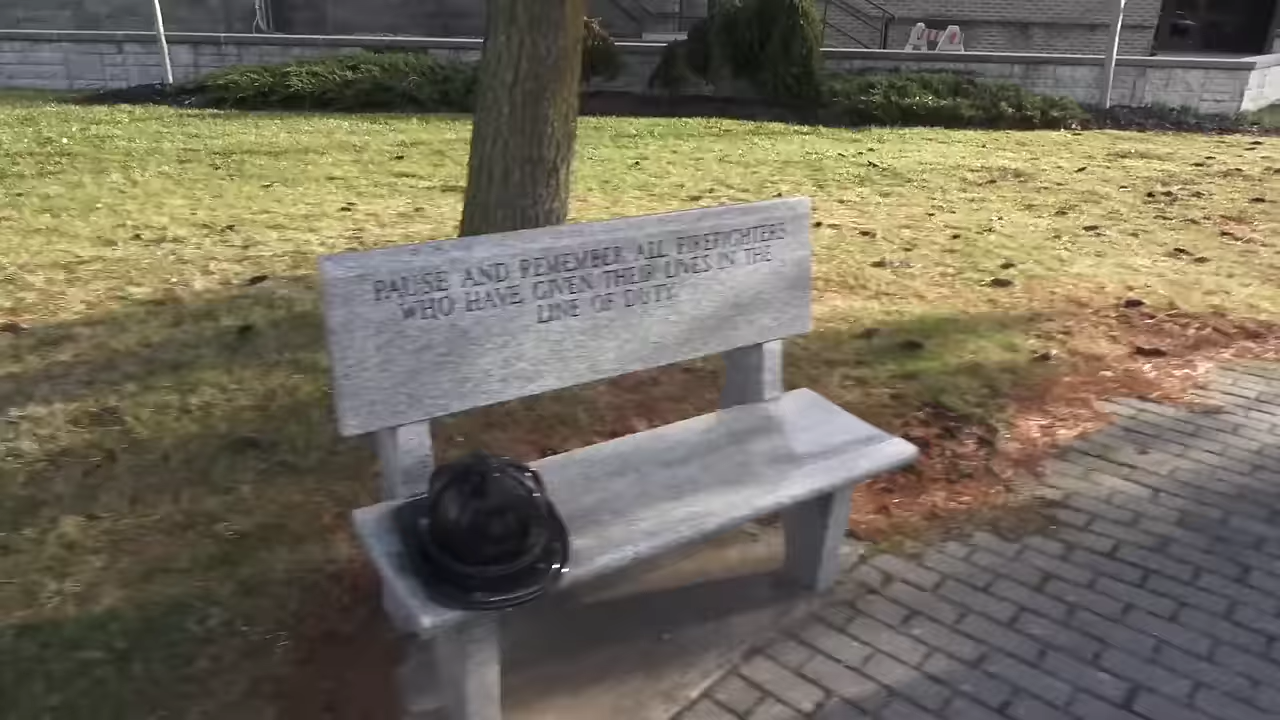 PAUSE AND REMEMBER ALL FIREFIGHTERS
WHO HAVE GIVEN THEIR LIVES IN THE
LINE OF DUTY